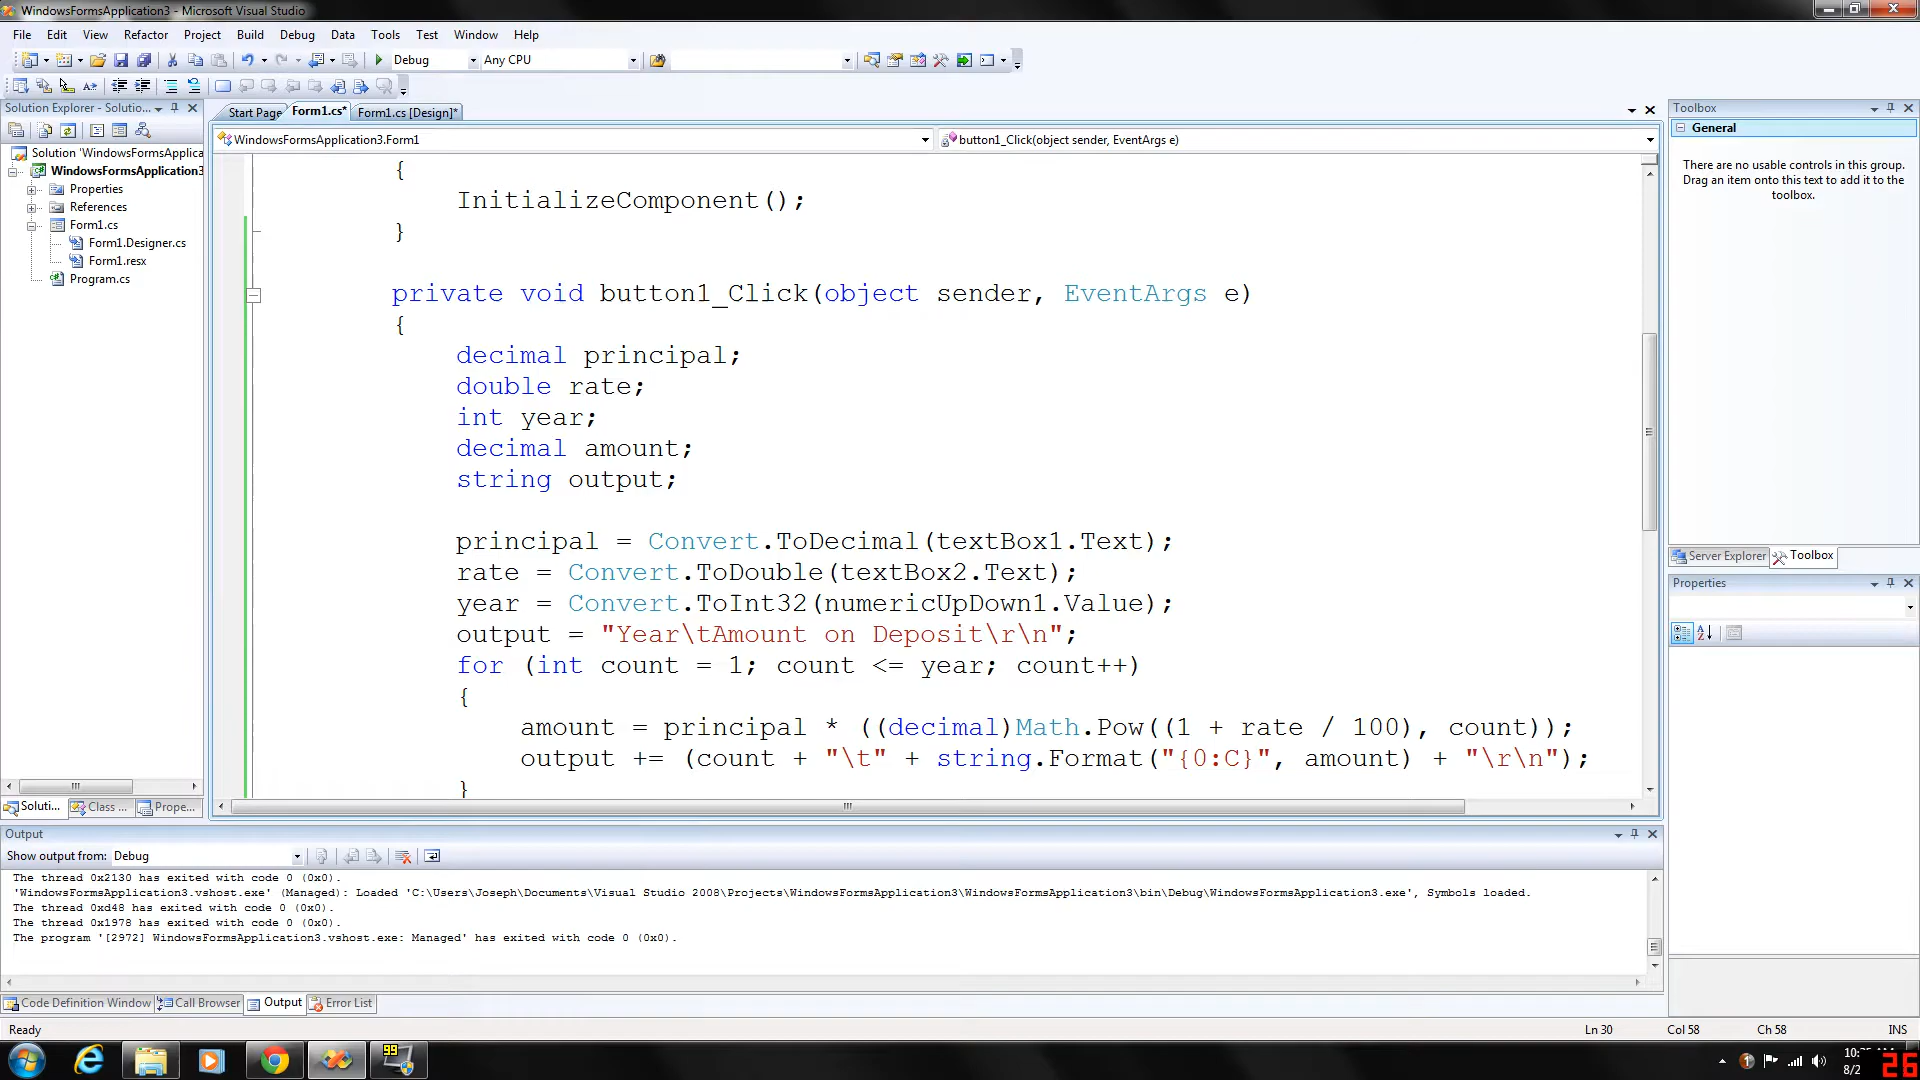 WindowsFormsApplication3 - Microsoft Visual Studio
File Edit View Refactor Project Build Debug Data Tools Test Window Help
Debug Any CPU
Solution Explorer - Solutio...
Start Page Form1.cs* Form1.cs [Design]*
Toolbox
WindowsFormsApplication3.Form1 button1_Click(object sender, EventArgs e)
General
There are no usable controls in this group. Drag an item onto this text to add it to the toolbox.
Solution 'WindowsFormsApplica
WindowsFormsApplication3
Properties
References
Form1.cs
Form1.Designer.cs
Form1.resx
Program.cs
{
InitializeComponent();
}
private void button1_Click(object sender, EventArgs e)
{
decimal principal;
double rate;
int year;
decimal amount;
string output;
principal = Convert.ToDecimal(textBox1.Text);
rate = Convert.ToDouble(textBox2.Text);
year = Convert.ToInt32(numericUpDown1.Value);
output = "Year\tAmount on Deposit\r\n";
for (int count = 1; count <= year; count++)
{
amount = principal * ((decimal)Math.Pow((1 + rate / 100), count));
output += (count + "\t" + string.Format("{0:C}", amount) + "\r\n");
}
Server Explorer Toolbox
Properties
Soluti... Class ... Prope...
Output
Show output from: Debug
The thread 0x2130 has exited with code 0 (0x0).
'WindowsFormsApplication3.vshost.exe' (Managed): Loaded 'C:\Users\Joseph\Documents\Visual Studio 2008\Projects\WindowsFormsApplication3\WindowsFormsApplication3\bin\Debug\WindowsFormsApplication3.exe', Symbols loaded.
The thread 0xd48 has exited with code 0 (0x0).
The thread 0x1978 has exited with code 0 (0x0).
The program '[2972] WindowsFormsApplication3.vshost.exe: Managed' has exited with code 0 (0x0).
Code Definition Window Call Browser Output Error List
Ready Ln 30 Col 58 Ch 58 INS
99
8/2
26